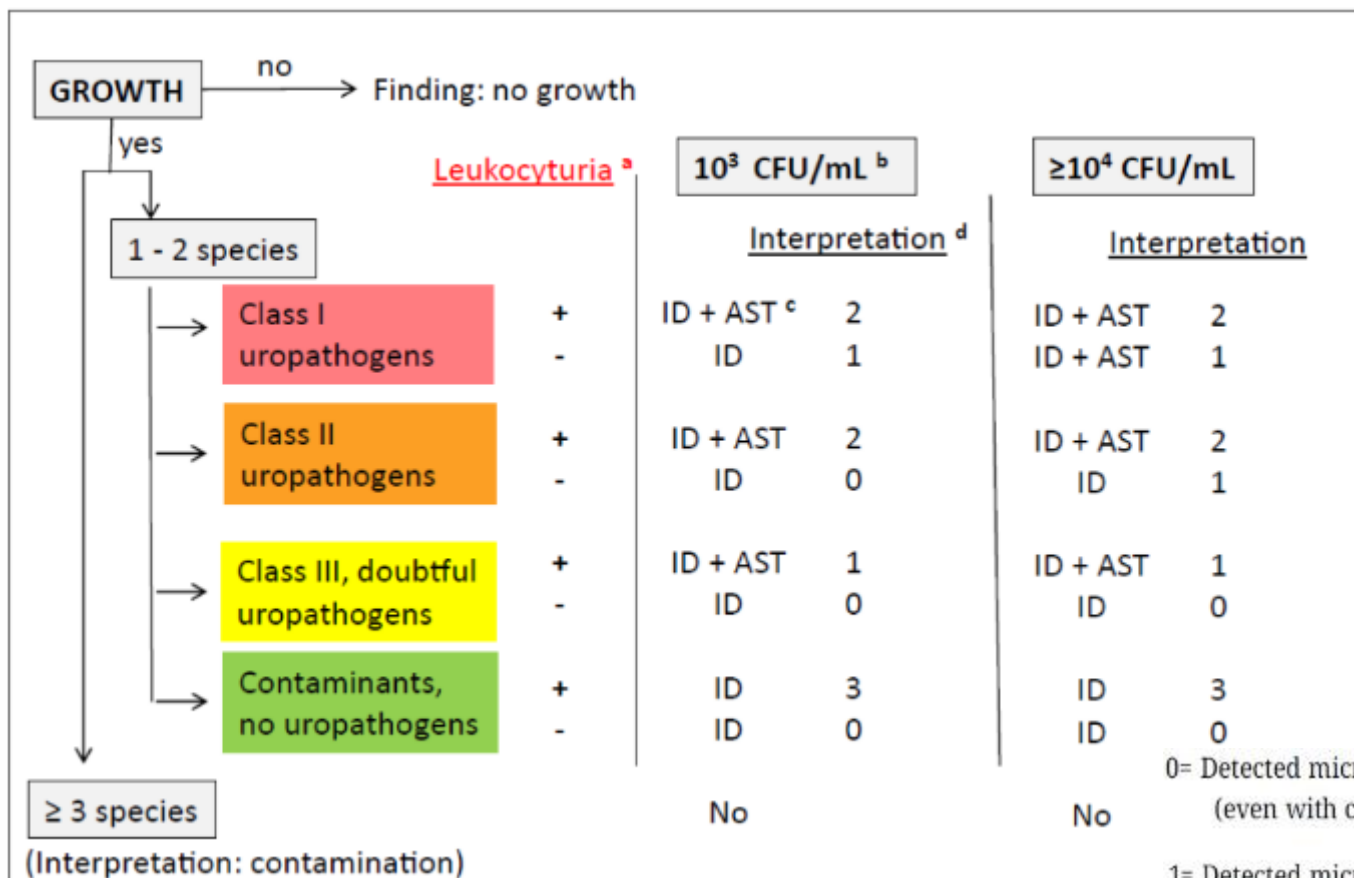 no
GROWTH
Finding: no growth
yes
Leukocyturia ᵃ
10³ CFU/mL ᵇ
≥10⁴ CFU/mL
1 - 2 species
Interpretation ᵈ
Interpretation
Class I + ID + AST ᶜ 2 ID + AST 2
uropathogens - ID 1 ID + AST 1
Class II + ID + AST 2 ID + AST 2
uropathogens - ID 0 ID 1
Class III, doubtful + ID + AST 1 ID + AST 1
uropathogens - ID 0 ID 0
Contaminants, + ID 3 ID 3
no uropathogens - ID 0 ID 0
0= Detected
(even with
≥ 3 species No No
(Interpretation: contamination)
1= Detected